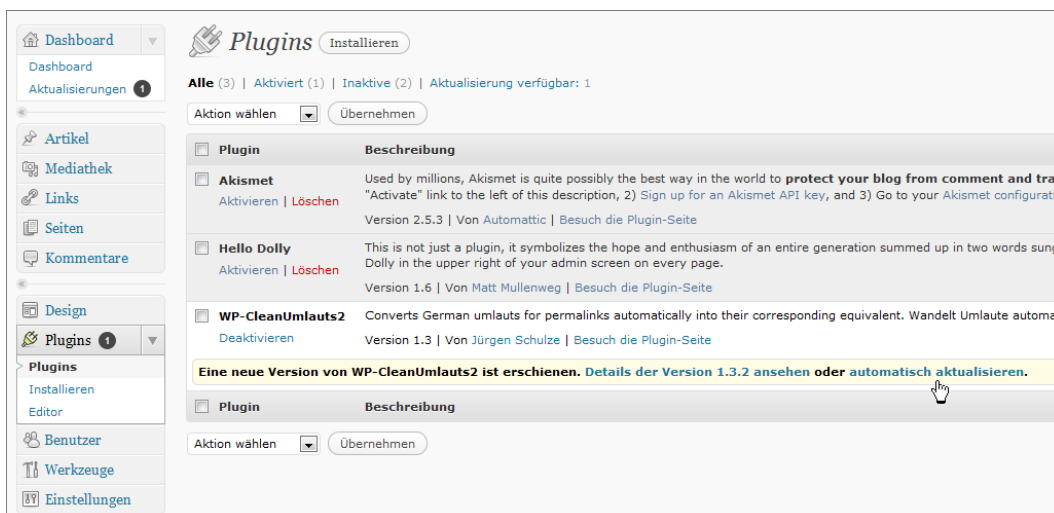 Dashboard
Dashboard
Aktualisierungen 1
Artikel
Mediathek
Links
Seiten
Kommentare
Design
Plugins 1
Plugins
Installieren
Editor
Benutzer
Werkzeuge
Einstellungen
Plugins Installieren
Alle (3) | Aktiviert (1) | Inaktive (2) | Aktualisierung verfügbar: 1
Aktion wählen Übernehmen
Plugin Beschreibung
Akismet Used by millions, Akismet is quite possibly the best way in the world to protect your blog from comment and tra
Aktivieren | Löschen "Activate" link to the left of this description, 2) Sign up for an Akismet API key, and 3) Go to your Akismet configurati
Version 2.5.3 | Von Automattic | Besuch die Plugin-Seite
Hello Dolly This is not just a plugin, it symbolizes the hope and enthusiasm of an entire generation summed up in two words sung
Aktivieren | Löschen Dolly in the upper right of your admin screen on every page.
Version 1.6 | Von Matt Mullenweg | Besuch die Plugin-Seite
WP-CleanUmlauts2 Converts German umlauts for permalinks automatically into their corresponding equivalent. Wandelt Umlaute automa
Deaktivieren Version 1.3 | Von Jürgen Schulze | Besuch die Plugin-Seite
Eine neue Version von WP-CleanUmlauts2 ist erschienen. Details der Version 1.3.2 ansehen oder automatisch aktualisieren.
Plugin Beschreibung
Aktion wählen Übernehmen